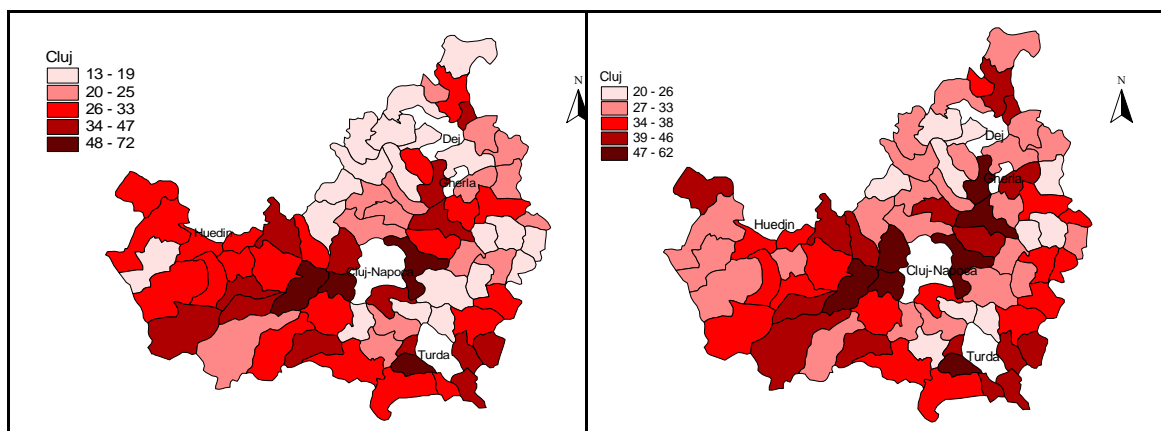 Cluj
13 - 19
20 - 25
26 - 33
34 - 47
48 - 72
N
Dej
Gherla
Huedin
Cluj-Napoca
Turda
Cluj
20 - 26
27 - 33
34 - 38
39 - 46
47 - 62
N
Dej
Gherla
Huedin
Cluj-Napoca
Turda